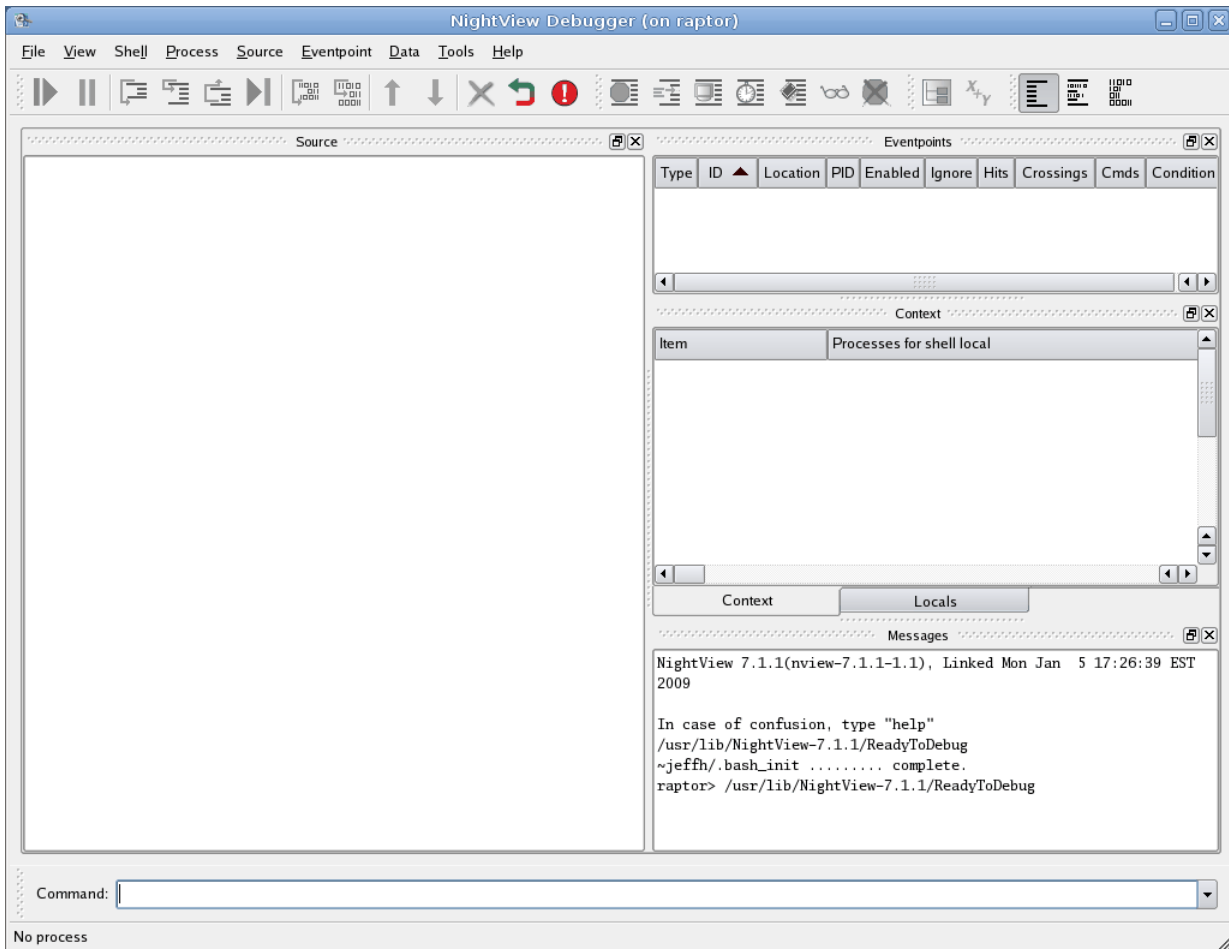 NightView Debugger (on raptor)
File View Shell Process Source Eventpoint Data Tools Help
Source
Eventpoints
Type ID Location PID Enabled Ignore Hits Crossings Cmds Condition
Context
Item Processes for shell local
Context Locals
Messages
NightView 7.1.1(nview-7.1.1-1.1), Linked Mon Jan  5 17:26:39 EST
2009
In case of confusion, type "help"
/usr/lib/NightView-7.1.1/ReadyToDebug
~jeffh/.bash_init ......... complete.
raptor> /usr/lib/NightView-7.1.1/ReadyToDebug
Command:
No process